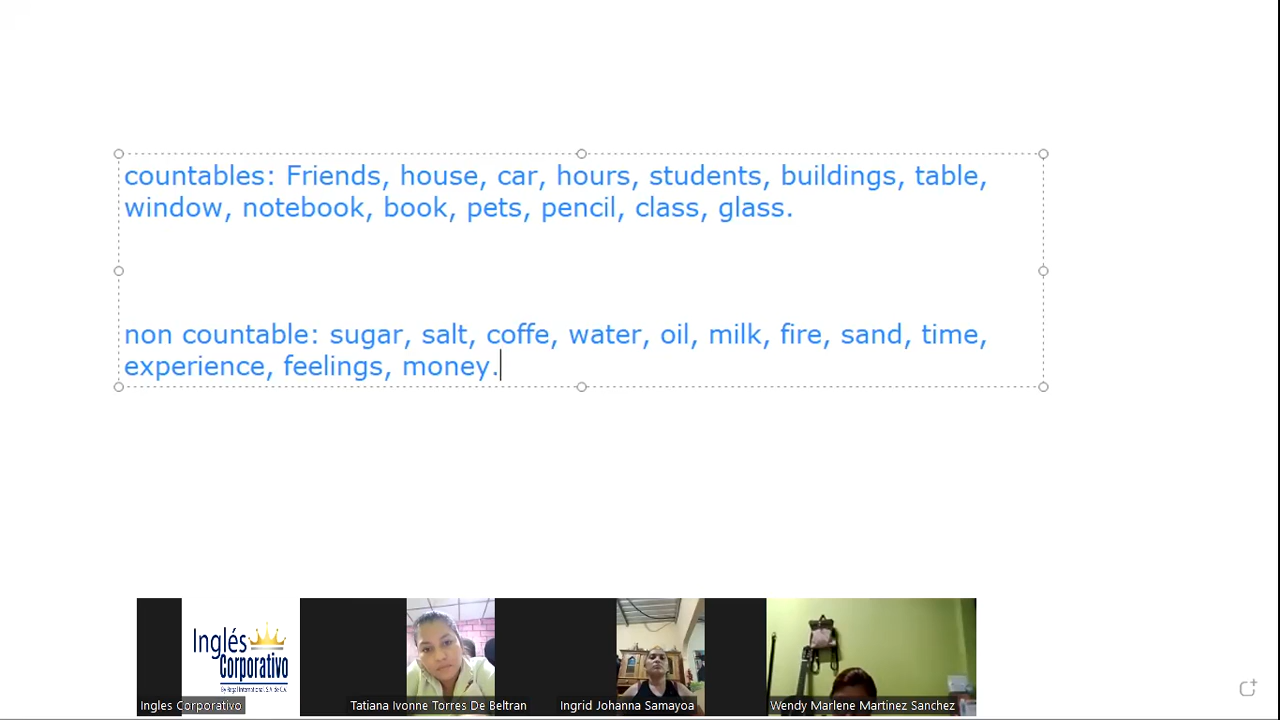 countables: Friends, house, car, hours, students, buildings, table,
window, notebook, book, pets, pencil, class, glass.
non countable: sugar, salt, coffe, water, oil, milk, fire, sand, time,
experience, feelings, money.
Inglés
Corporativo
Ingles Corporativo
Tatiana Ivonne Torres De Beltran
Ingrid Johanna Samayoa
Wendy Marlene Martinez Sanchez